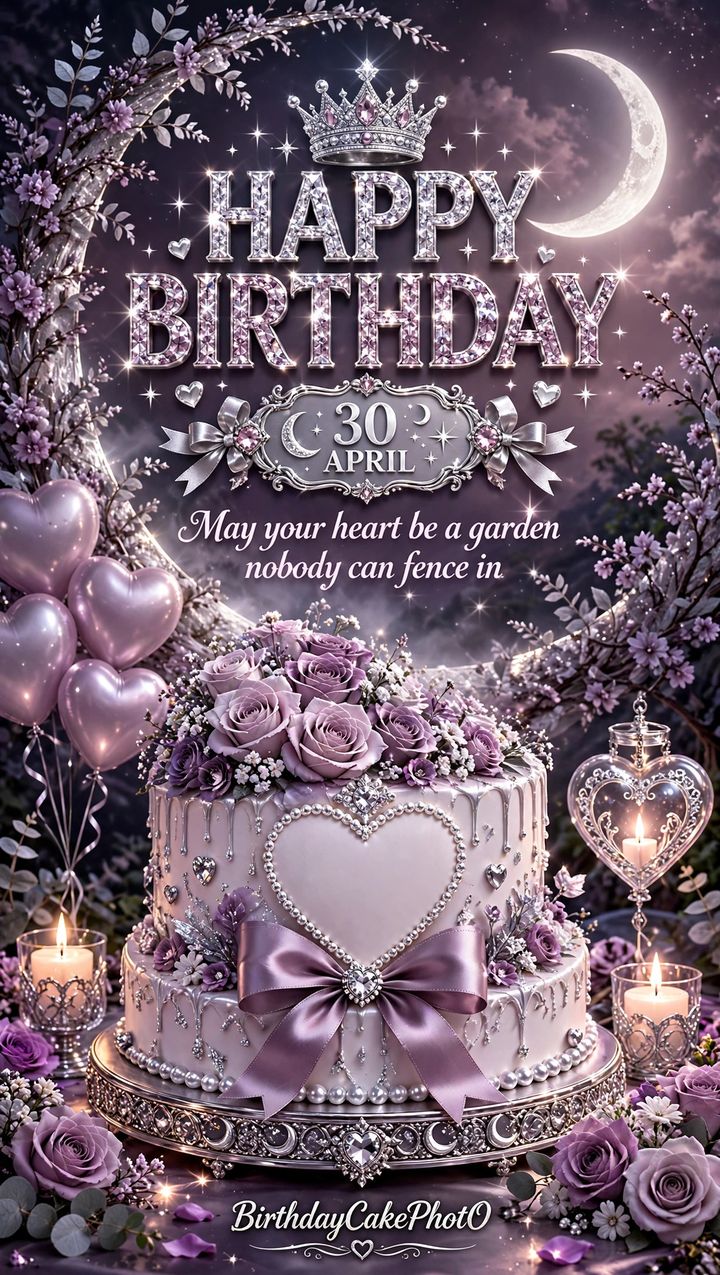 HAPPY
BIRTHDAY
30
APRIL
May your heart be a garden
nobody can fence in
BirthdayCakePhotO